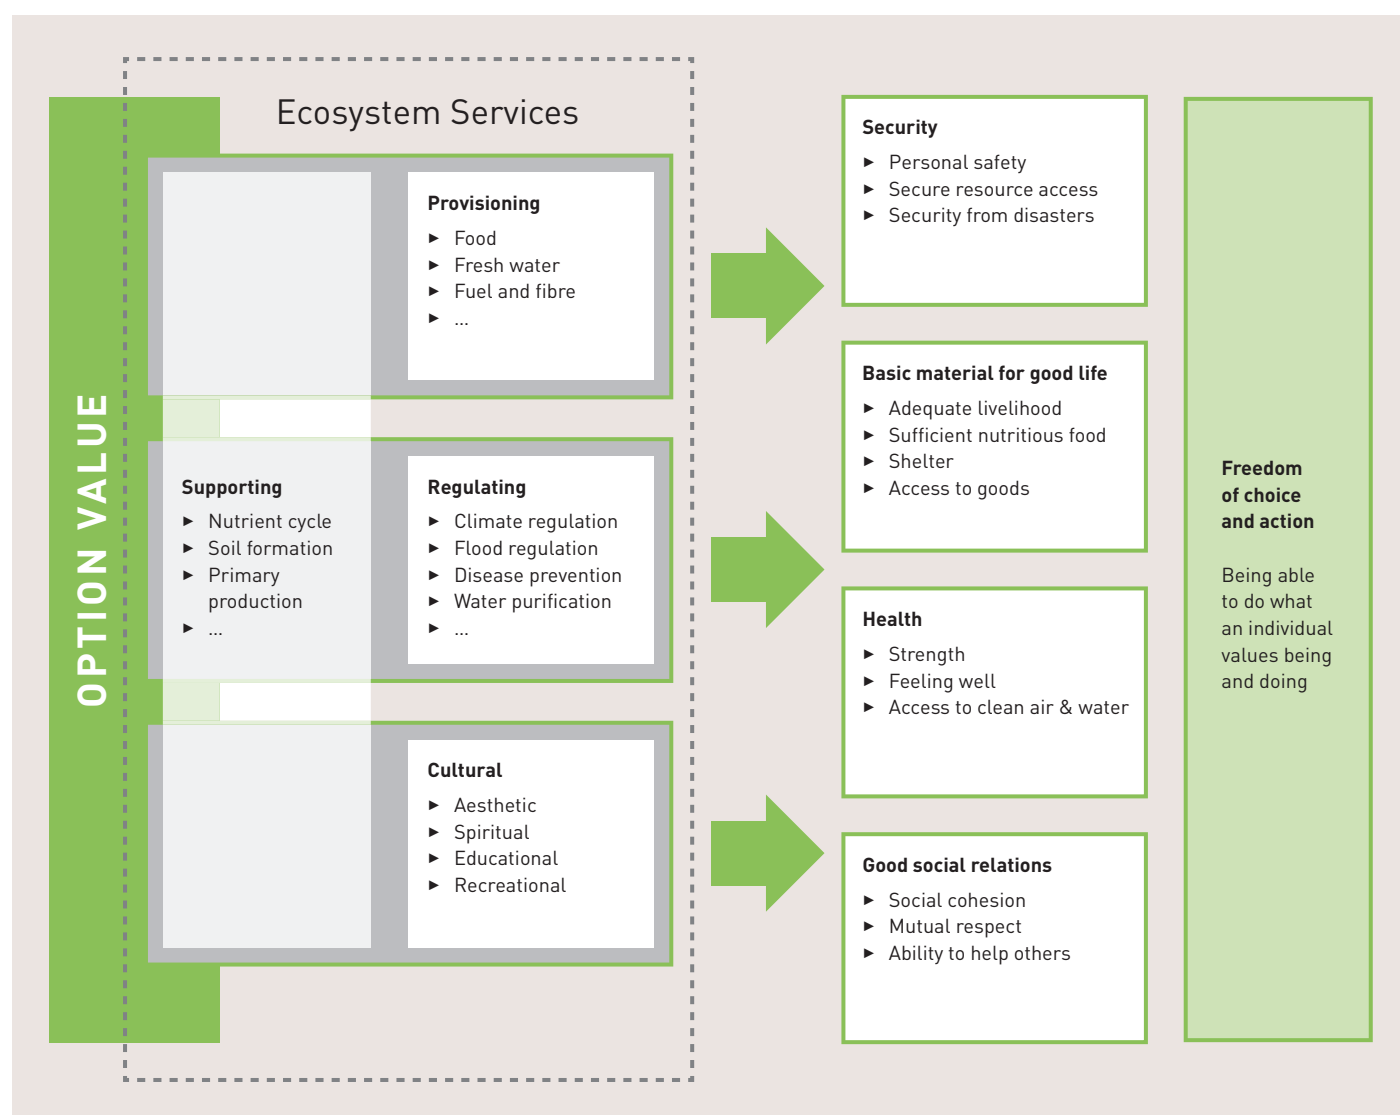 OPTION VALUE
Ecosystem Services
Provisioning
► Food
► Fresh water
► Fuel and fibre
► ...
Supporting
► Nutrient cycle
► Soil formation
► Primary
production
► ...
Regulating
► Climate regulation
► Flood regulation
► Disease prevention
► Water purification
► ...
Cultural
► Aesthetic
► Spiritual
► Educational
► Recreational
Security
► Personal safety
► Secure resource access
► Security from disasters
Basic material for good life
► Adequate livelihood
► Sufficient nutritious food
► Shelter
► Access to goods
Health
► Strength
► Feeling well
► Access to clean air & water
Good social relations
► Social cohesion
► Mutual respect
► Ability to help others
Freedom
of choice
and action
Being able
to do what
an individual
values being
and doing